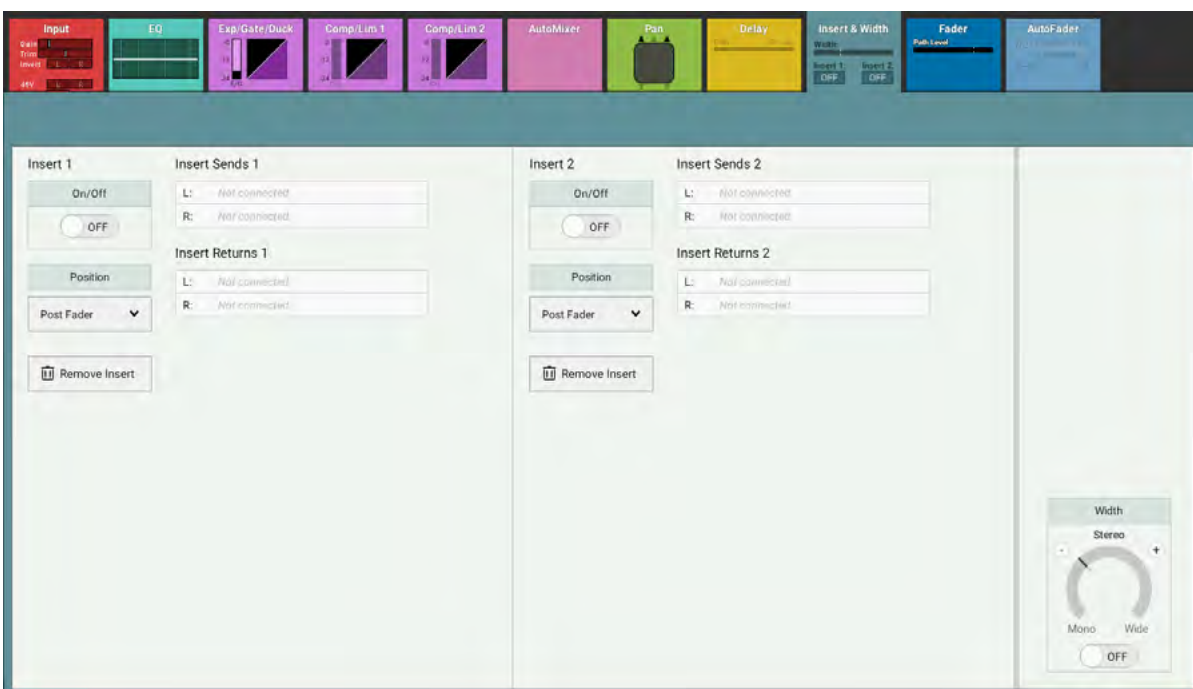 Input
EQ
Exp/Gate/Duck
Comp/Lim 1
Comp/Lim 2
AutoMixer
Pan
Delay
Insert & Width
Fader
AutoFader
Gain
Trim
Invert
48V
Width
Insert 1
Insert 2
OFF
OFF
Path Level
Insert 1
Insert Sends 1
On/Off
L: Not connected
OFF
R: Not connected
Insert Returns 1
Position
L: Not connected
R: Not connected
Post Fader
Remove Insert
Insert 2
Insert Sends 2
On/Off
L: Not connected
OFF
R: Not connected
Insert Returns 2
Position
L: Not connected
R: Not connected
Post Fader
Remove Insert
Width
Stereo
- +
Mono Wide
OFF